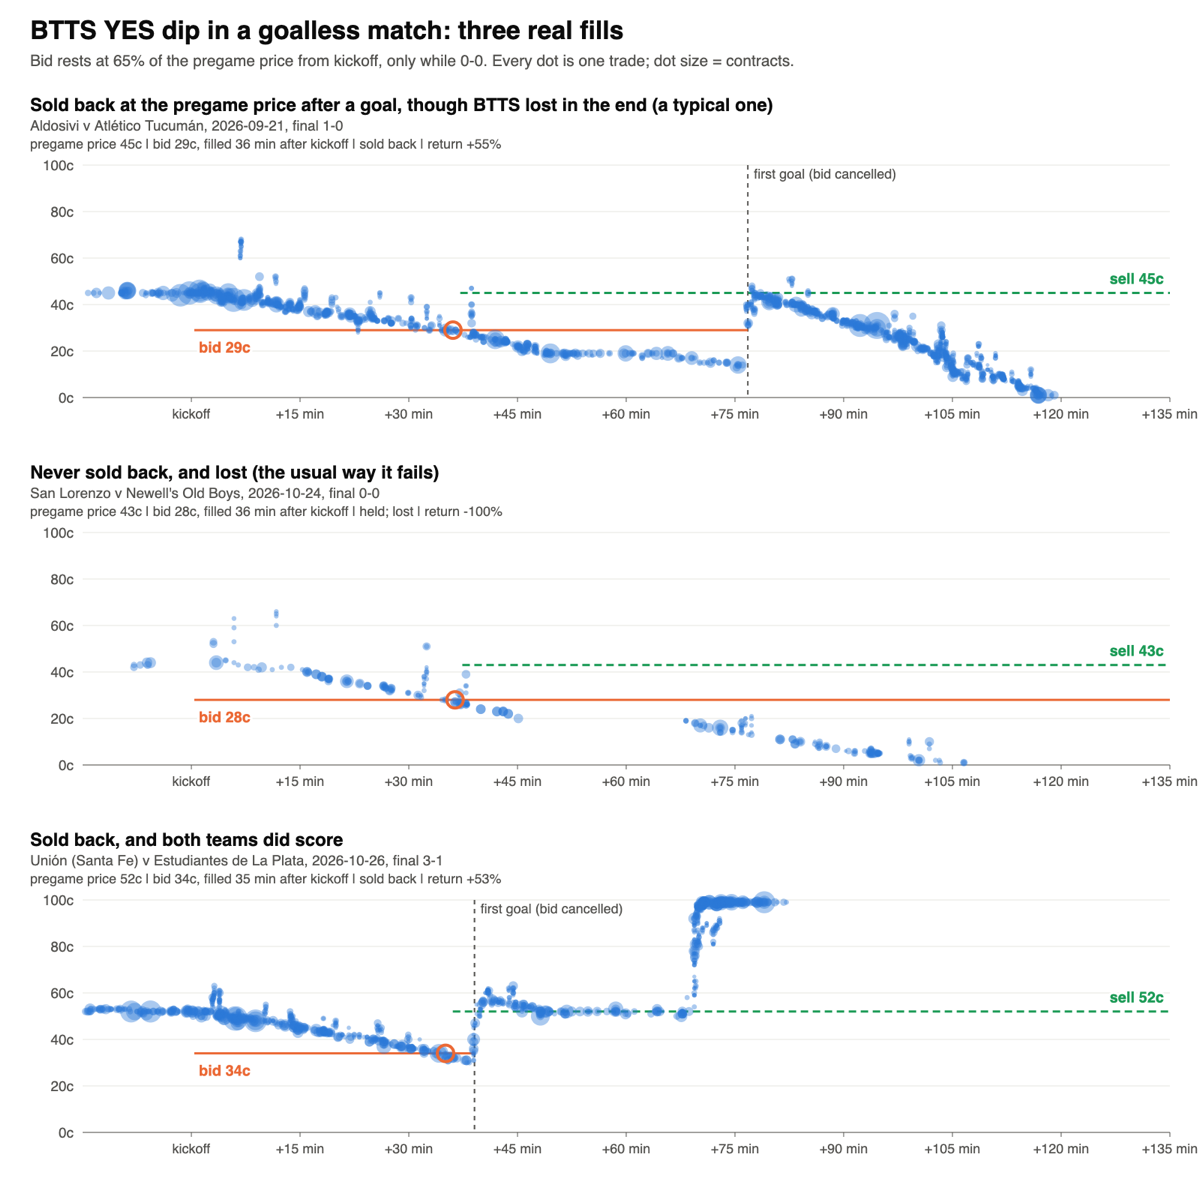 BTTS YES dip in a goalless match: three real fills
Bid rests at 65% of the pregame price from kickoff, only while 0-0. Every dot is one trade; dot size = contracts.
Sold back at the pregame price after a goal, though BTTS lost in the end (a typical one)
Aldosivi v Atlético Tucumán, 2026-09-21, final 1-0
pregame price 45c | bid 29c, filled 36 min after kickoff | sold back | return +55%
100c
first goal (bid cancelled)
80c
60c
sell 45c
40c
bid 29c
20c
0c
kickoff +15 min +30 min +45 min +60 min +75 min +90 min +105 min +120 min +135 min
Never sold back, and lost (the usual way it fails)
San Lorenzo v Newell's Old Boys, 2026-10-24, final 0-0
pregame price 43c | bid 28c, filled 36 min after kickoff | held; lost | return -100%
100c
80c
60c
sell 43c
40c
bid 28c
20c
0c
kickoff +15 min +30 min +45 min +60 min +75 min +90 min +105 min +120 min +135 min
Sold back, and both teams did score
Unión (Santa Fe) v Estudiantes de La Plata, 2026-10-26, final 3-1
pregame price 52c | bid 34c, filled 35 min after kickoff | sold back | return +53%
100c
first goal (bid cancelled)
80c
60c
sell 52c
40c
bid 34c
20c
0c
kickoff +15 min +30 min +45 min +60 min +75 min +90 min +105 min +120 min +135 min